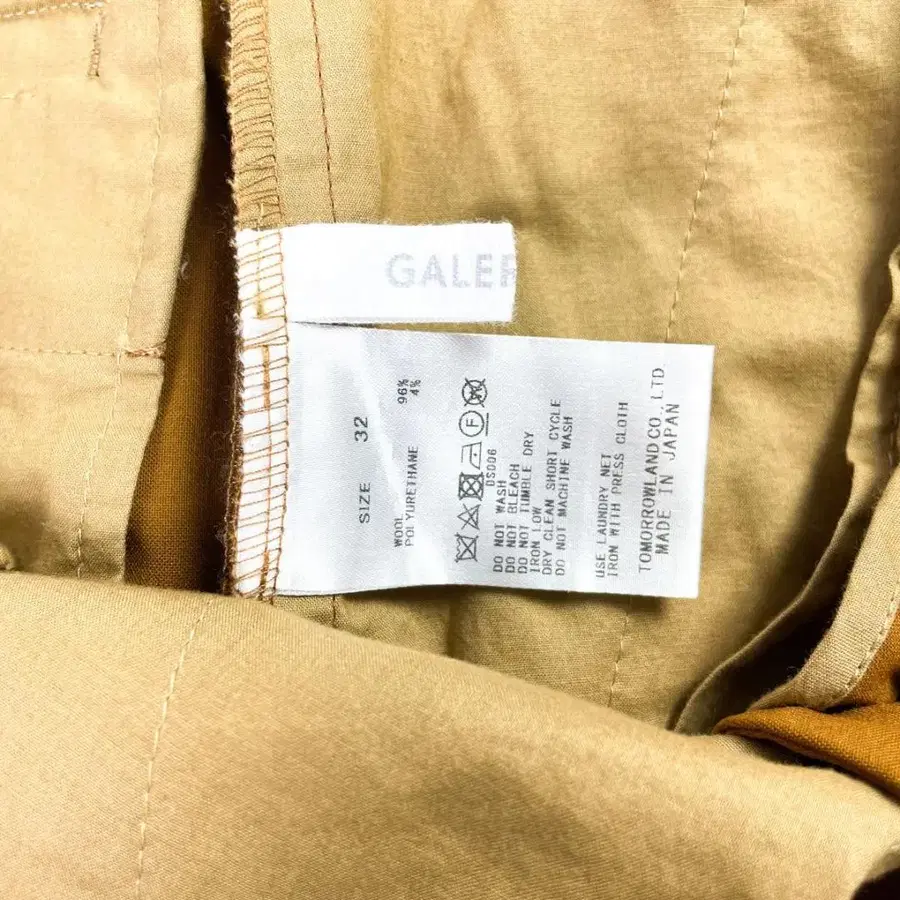 GALER
SIZE 32
WOOL 96%
POLYURETHANE 4%
DS006
DO NOT WASH
DO NOT BLEACH
DO NOT TUMBLE DRY
IRON LOW
DRY CLEAN SHORT CYCLE
DO NOT MACHINE WASH
USE LAUNDRY NET
IRON WITH PRESS CLOTH
TOMORROWLAND CO.,LTD
MADE IN JAPAN